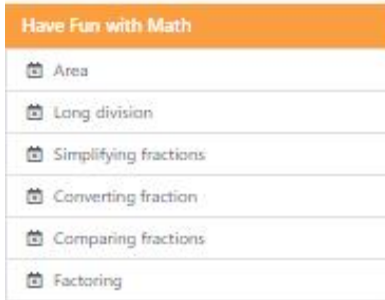 Have Fun with Math
Area
Long division
Simplifying fractions
Converting fraction
Comparing fractions
Factoring